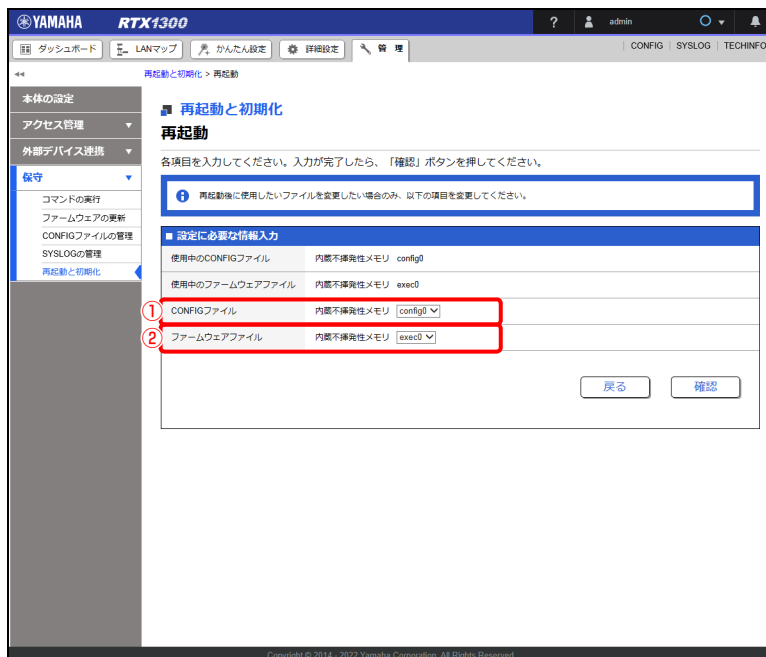 YAMAHA RTX1300 ? admin
ダッシュボード LANマップ かんたん設定 詳細設定 管理 CONFIG SYSLOG TECHINFO
再起動と初期化 > 再起動
本体の設定
アクセス管理
外部デバイス連携
保守
コマンドの実行
ファームウェアの更新
CONFIGファイルの管理
SYSLOGの管理
再起動と初期化
再起動と初期化
再起動
各項目を入力してください。入力が完了したら、「確認」ボタンを押してください。
再起動後に使用したいファイルを変更したい場合のみ、以下の項目を変更してください。
■ 設定に必要な情報入力
使用中のCONFIGファイル 内蔵不揮発性メモリ config0
使用中のファームウェアファイル 内蔵不揮発性メモリ exec0
① CONFIGファイル 内蔵不揮発性メモリ config0
② ファームウェアファイル 内蔵不揮発性メモリ exec0
戻る 確認
Copyright © 2014 - 2022 Yamaha Corporation. All Rights Reserved.